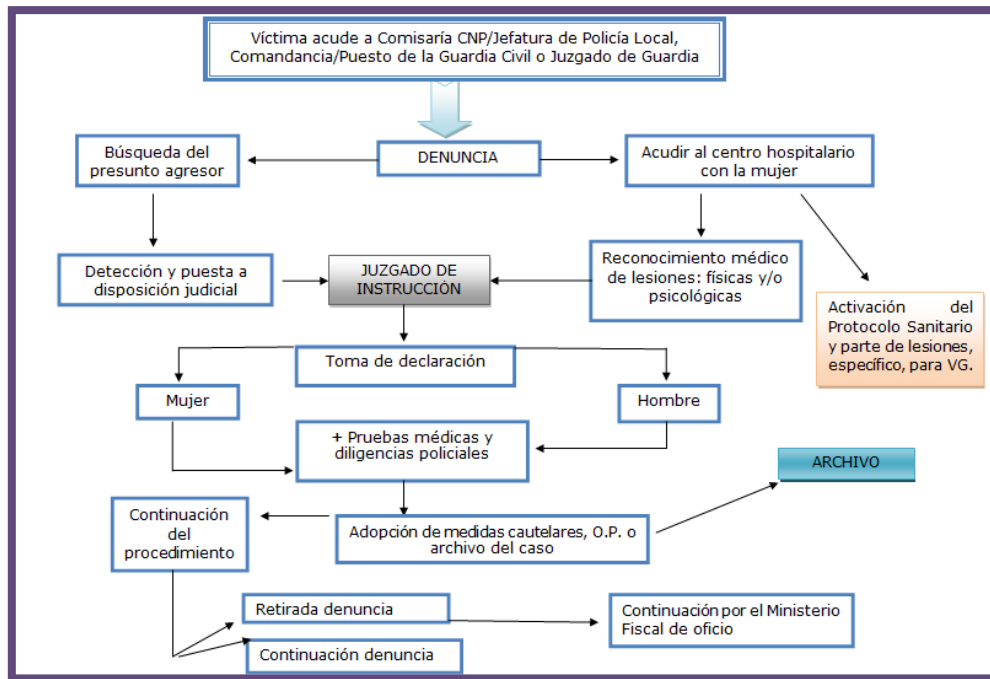 Víctima acude a Comisaría CNP/Jefatura de Policía Local,
Comandancia/Puesto de la Guardia Civil o Juzgado de Guardia
Búsqueda del
presunto agresor
DENUNCIA
Acudir al centro hospitalario
con la mujer
Detección y puesta a
disposición judicial
JUZGADO DE
INSTRUCCIÓN
Reconocimiento médico
de lesiones: físicas y/o
psicológicas
Activación del
Protocolo Sanitario
y parte de lesiones,
específico, para VG.
Toma de declaración
Mujer
Hombre
+ Pruebas médicas y
diligencias policiales
ARCHIVO
Continuación
del
procedimiento
Adopción de medidas cautelares, O.P. o
archivo del caso
Retirada denuncia
Continuación por el Ministerio
Fiscal de oficio
Continuación denuncia